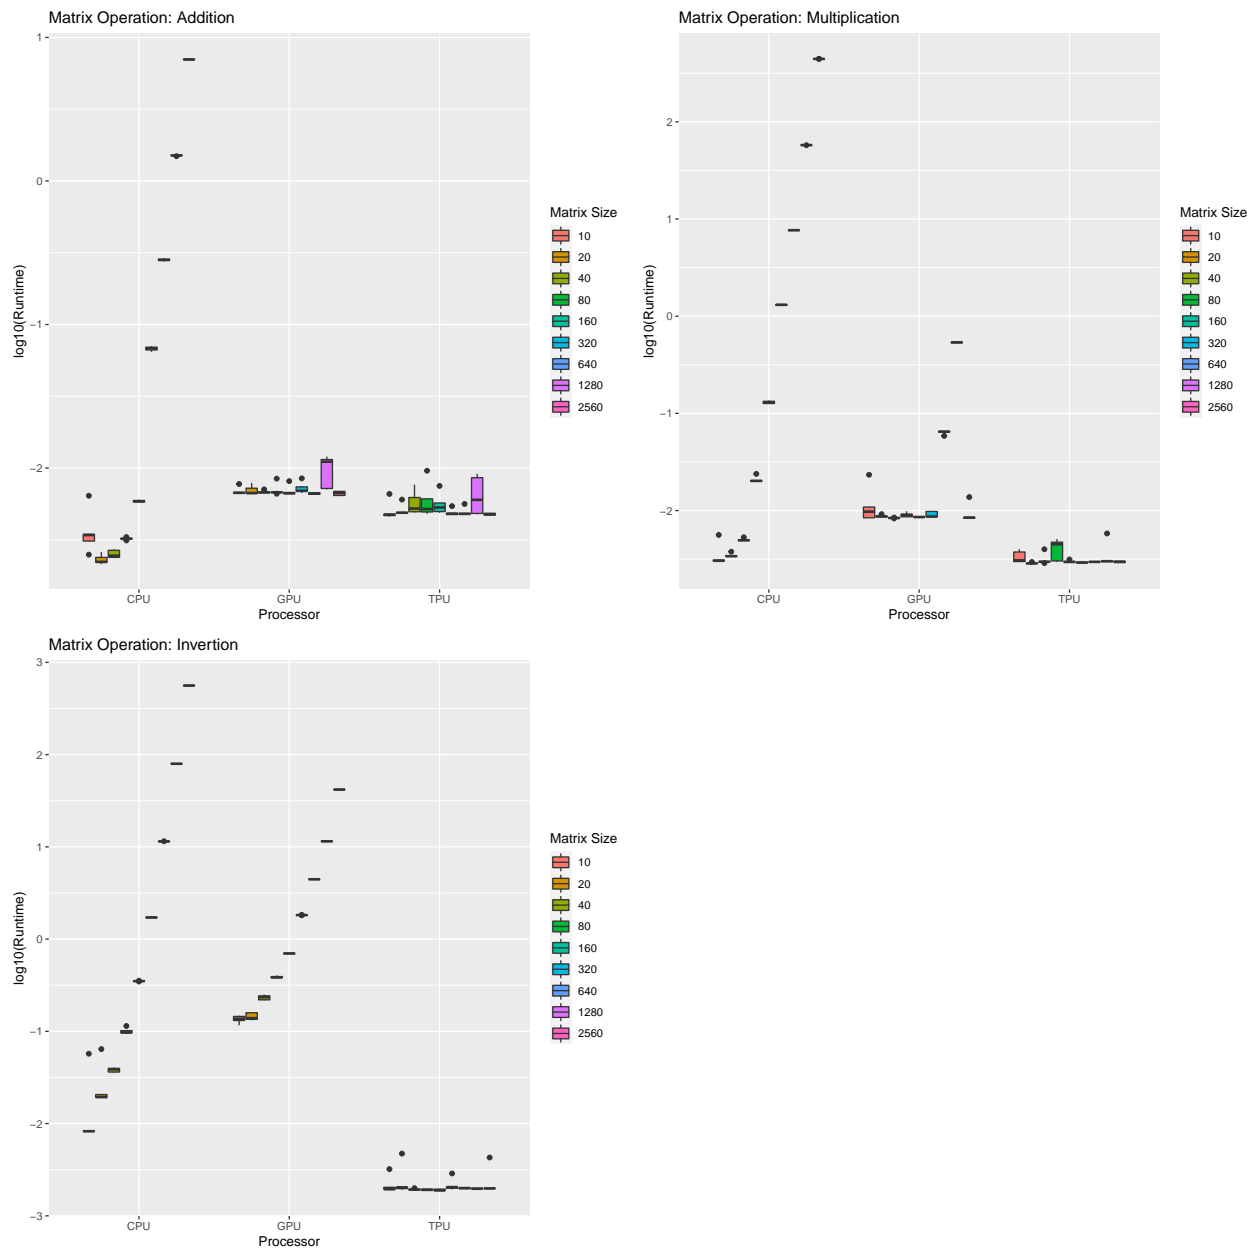 Matrix Operation: Addition
1
0
−1
−2
log10(Runtime)
CPU
GPU
TPU
Processor
Matrix Size
10
20
40
80
160
320
640
1280
2560
Matrix Operation: Multiplication
2
1
0
−1
−2
log10(Runtime)
CPU
GPU
TPU
Processor
Matrix Size
10
20
40
80
160
320
640
1280
2560
Matrix Operation: Invertion
3
2
1
0
−1
−2
−3
log10(Runtime)
CPU
GPU
TPU
Processor
Matrix Size
10
20
40
80
160
320
640
1280
2560